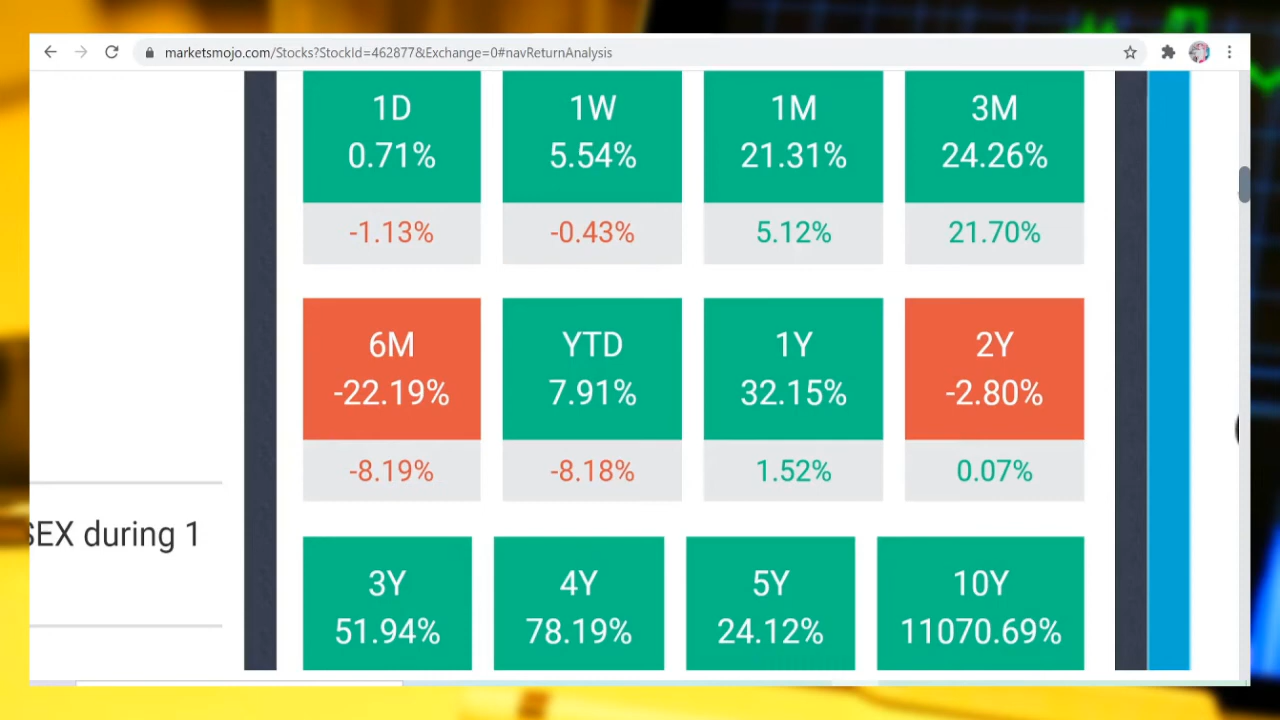 marketsmojo.com/Stocks?StockId=462877&Exchange=0#navReturnAnalysis
1D 1W 1M 3M
0.71% 5.54% 21.31% 24.26%
-1.13% -0.43% 5.12% 21.70%
6M YTD 1Y 2Y
-22.19% 7.91% 32.15% -2.80%
-8.19% -8.18% 1.52% 0.07%
SEX during 1
3Y 4Y 5Y 10Y
51.94% 78.19% 24.12% 11070.69%